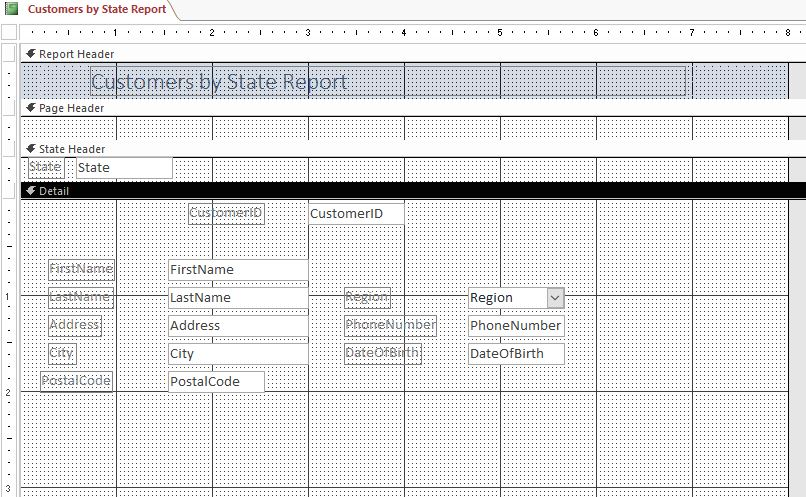 Customers by State Report
1 2 3 4 5 6 7 8
Report Header
Customers by State Report
Page Header
State Header
State State
Detail
CustomerID CustomerID
FirstName FirstName
1 LastName LastName Region Region
Address Address PhoneNumber PhoneNumber
City City DateOfBirth DateOfBirth
PostalCode PostalCode
2
3